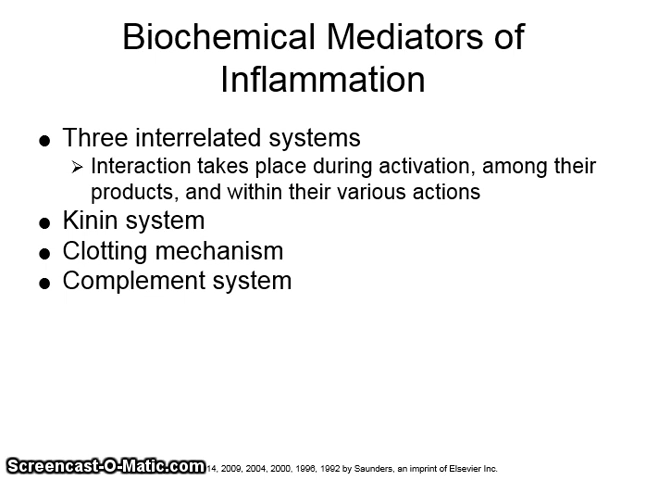 Biochemical Mediators of
Inflammation
● Three interrelated systems
➢ Interaction takes place during activation, among their
products, and within their various actions
● Kinin system
● Clotting mechanism
● Complement system
Screencast-O-Matic.com 14, 2009, 2004, 2000, 1996, 1992 by Saunders, an imprint of Elsevier Inc.